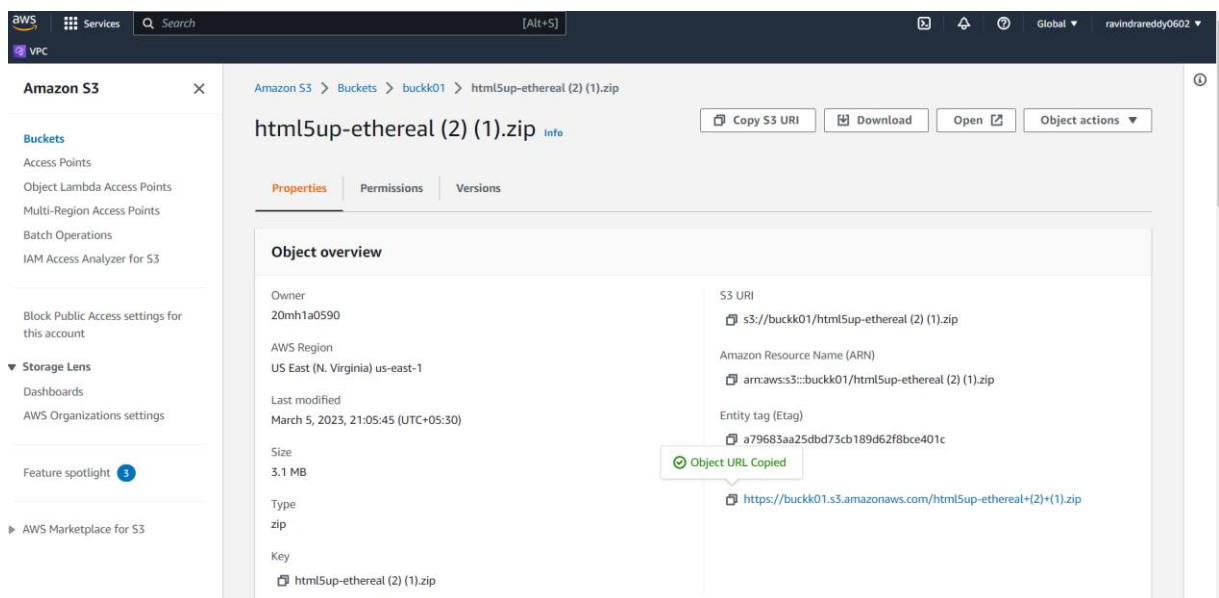 aws
Services
Search
[Alt+S]
Global ▼
ravindrareddy0602 ▼
VPC
Amazon S3
Buckets
Access Points
Object Lambda Access Points
Multi-Region Access Points
Batch Operations
IAM Access Analyzer for S3
Block Public Access settings for
this account
▼ Storage Lens
Dashboards
AWS Organizations settings
Feature spotlight 3
▶ AWS Marketplace for S3
Amazon S3 > Buckets > buckk01 > html5up-ethereal (2) (1).zip
html5up-ethereal (2) (1).zip Info
Copy S3 URI
Download
Open
Object actions ▼
Properties
Permissions
Versions
Object overview
Owner
20mh1a0590
AWS Region
US East (N. Virginia) us-east-1
Last modified
March 5, 2023, 21:05:45 (UTC+05:30)
Size
3.1 MB
Type
zip
Key
html5up-ethereal (2) (1).zip
S3 URI
s3://buckk01/html5up-ethereal (2) (1).zip
Amazon Resource Name (ARN)
arn:aws:s3:::buckk01/html5up-ethereal (2) (1).zip
Entity tag (Etag)
a79683aa25dbd73cb189d62f8bce401c
Object URL Copied
https://buckk01.s3.amazonaws.com/html5up-ethereal+(2)+(1).zip